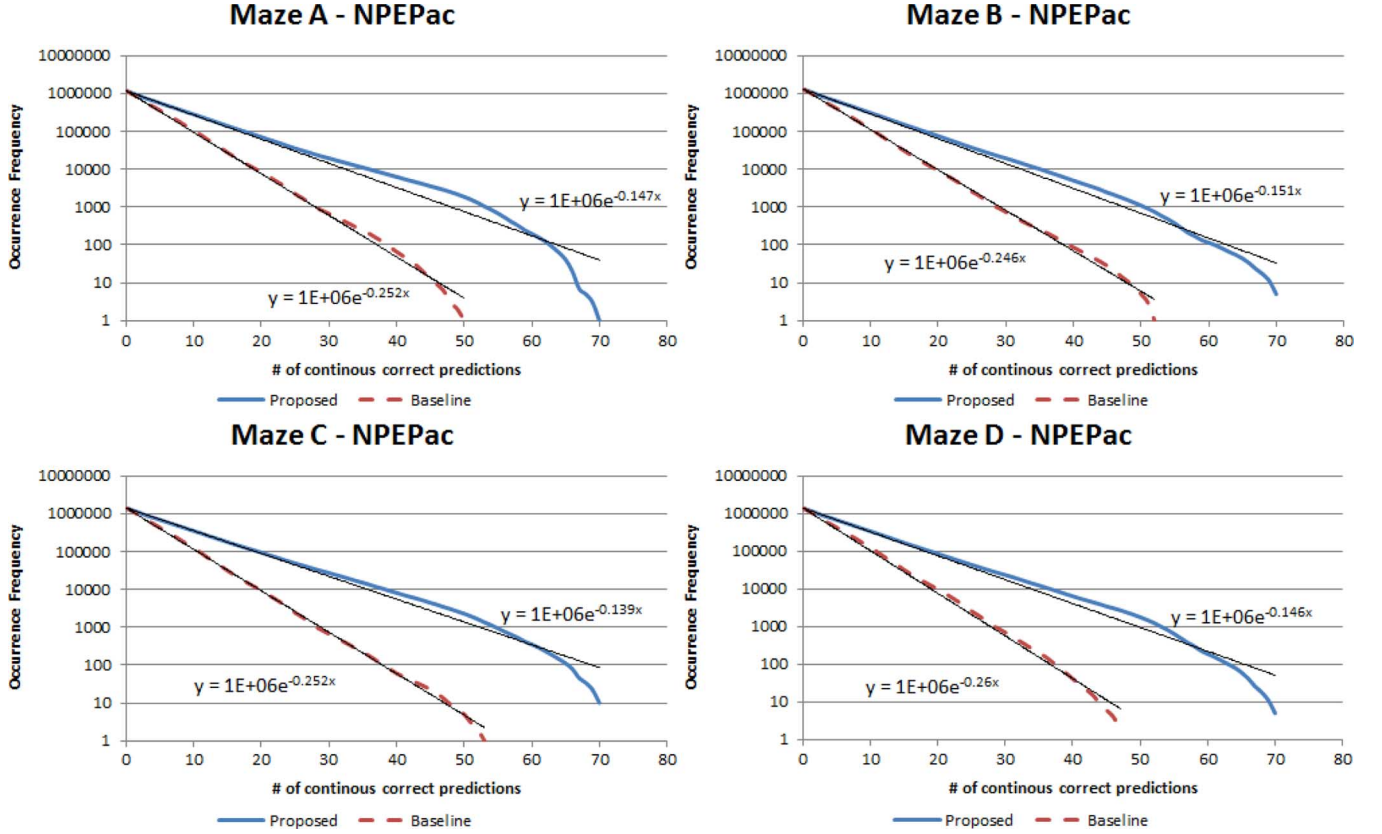 Maze A - NPEPac
Occurrence Frequency
10000000
1000000
100000
10000
1000
100
10
1
y = 1E+06e^-0.147x
y = 1E+06e^-0.252x
0 10 20 30 40 50 60 70 80
# of continous correct predictions
Proposed Baseline
Maze B - NPEPac
Occurrence Frequency
10000000
1000000
100000
10000
1000
100
10
1
y = 1E+06e^-0.151x
y = 1E+06e^-0.246x
0 10 20 30 40 50 60 70 80
# of continous correct predictions
Proposed Baseline
Maze C - NPEPac
Occurrence Frequency
10000000
1000000
100000
10000
1000
100
10
1
y = 1E+06e^-0.139x
y = 1E+06e^-0.252x
0 10 20 30 40 50 60 70 80
# of continous correct predictions
Proposed Baseline
Maze D - NPEPac
Occurrence Frequency
10000000
1000000
100000
10000
1000
100
10
1
y = 1E+06e^-0.146x
y = 1E+06e^-0.26x
0 10 20 30 40 50 60 70 80
# of continous correct predictions
Proposed Baseline